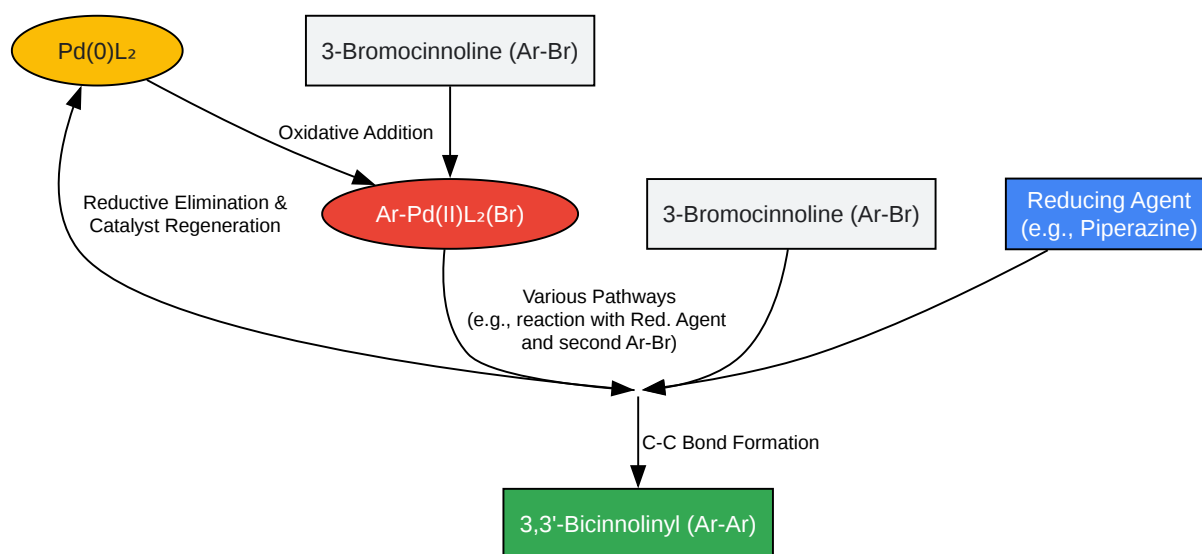 Pd(0)L₂
3-Bromocinnoline (Ar-Br)
Oxidative Addition
Reductive Elimination &
Catalyst Regeneration
Ar-Pd(II)L₂(Br)
3-Bromocinnoline (Ar-Br)
Reducing Agent
(e.g., Piperazine)
Various Pathways
(e.g., reaction with Red. Agent
and second Ar-Br)
C-C Bond Formation
3,3'-Bicinnolinyl (Ar-Ar)